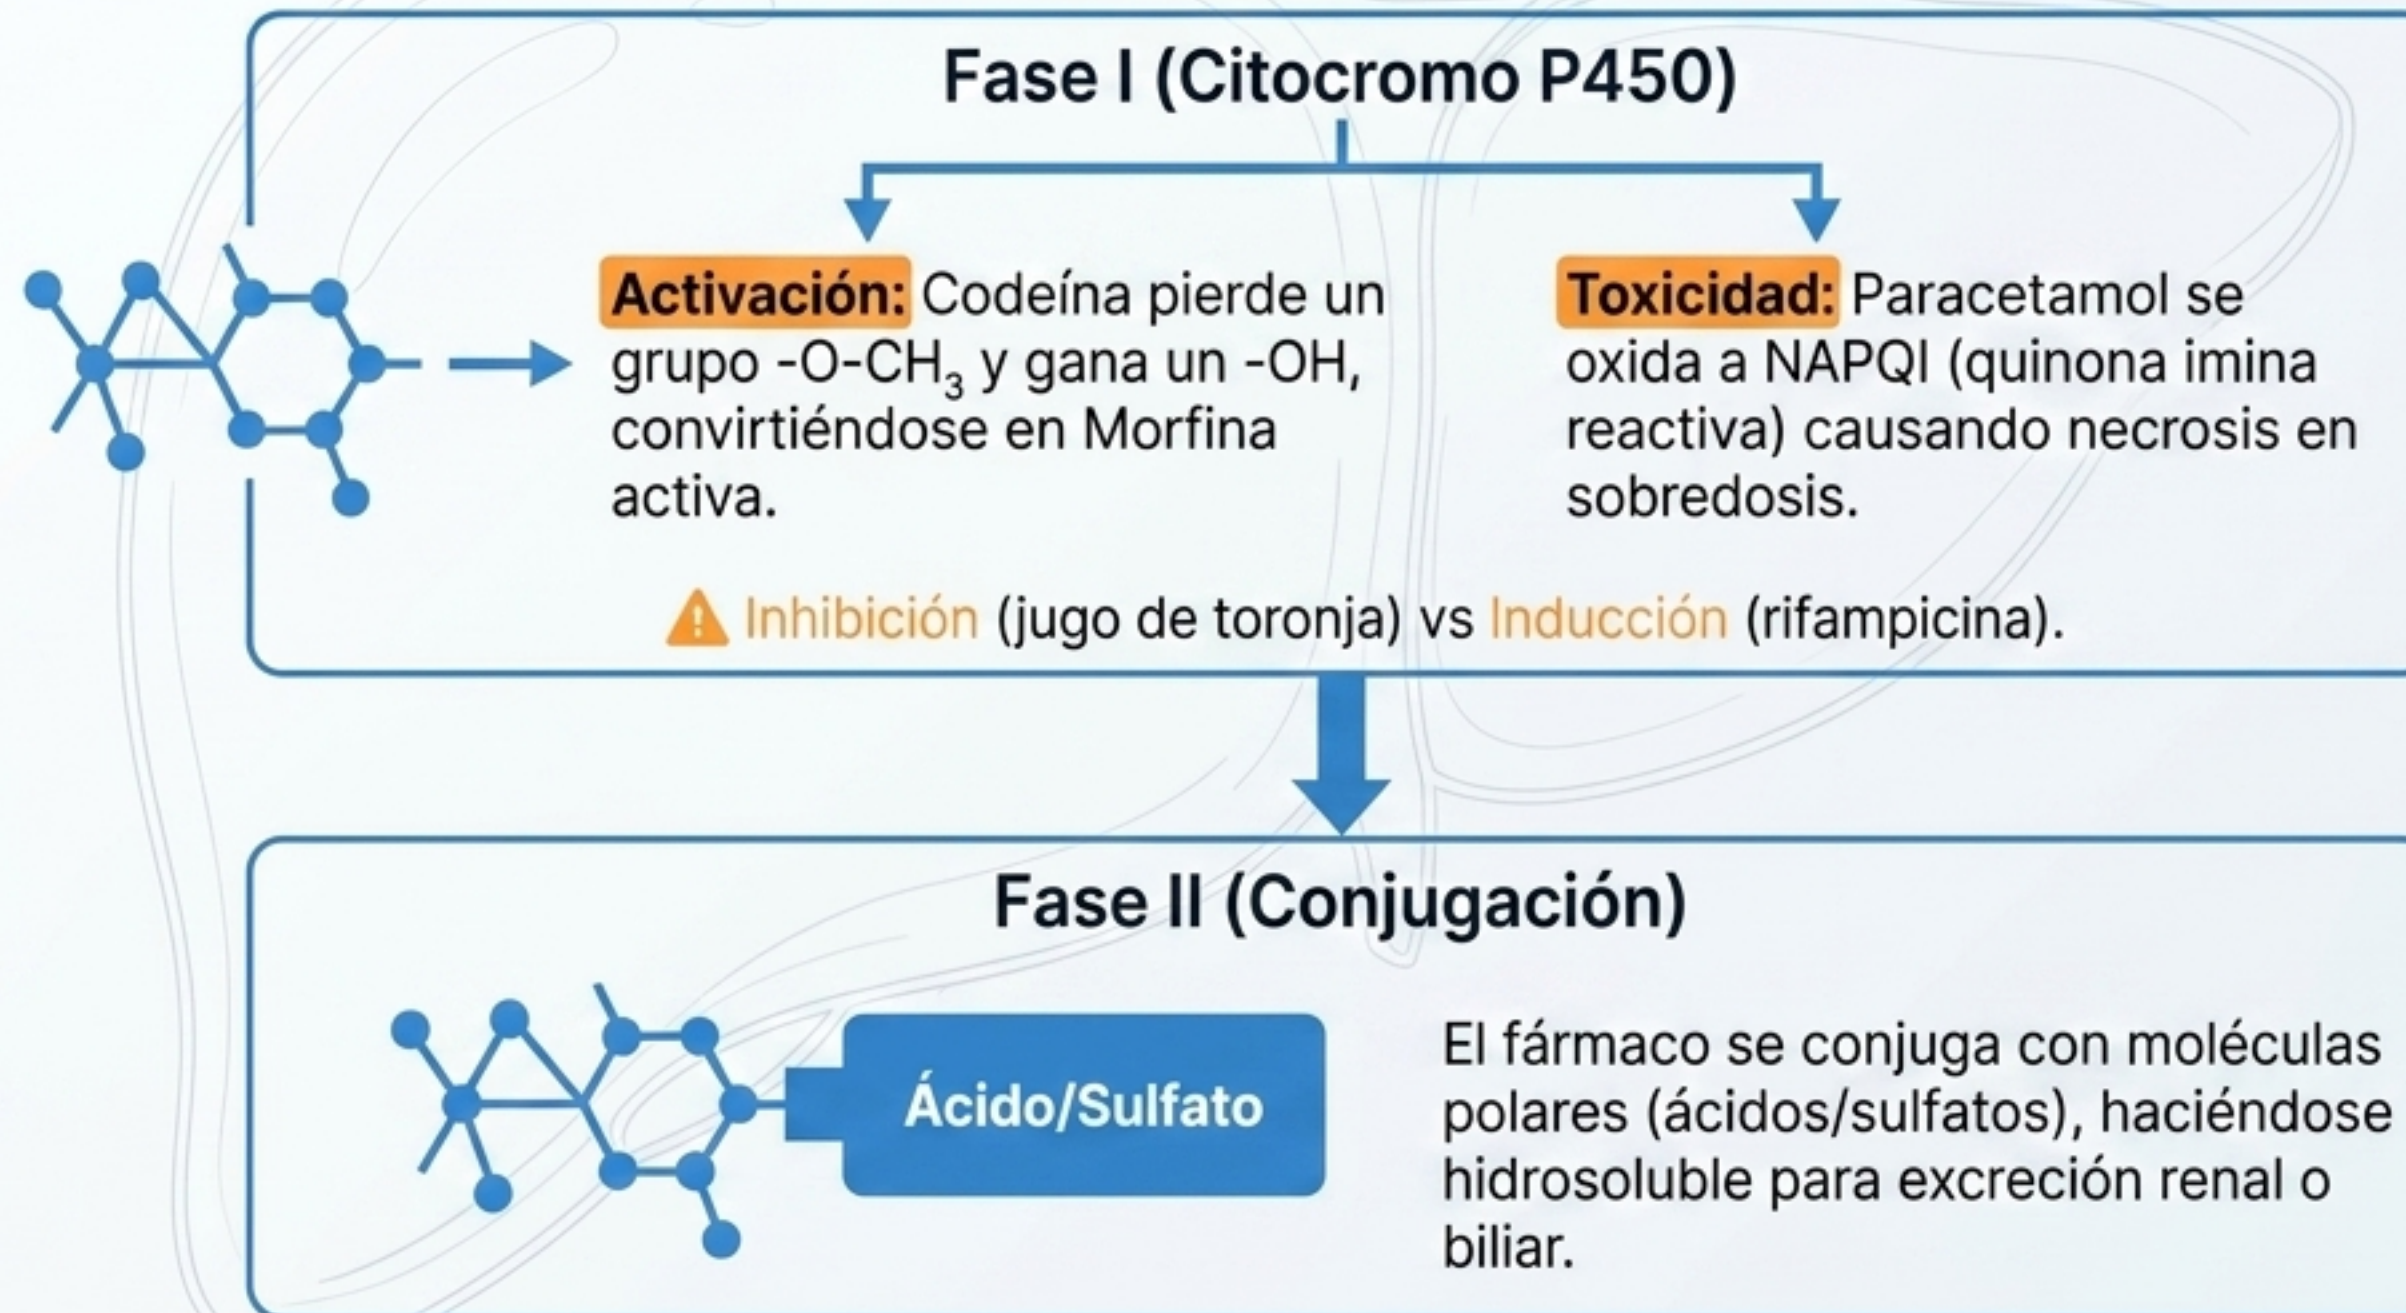 Fase I (Citocromo P450)
Activación: Codeína pierde un
grupo -O-CH₃ y gana un -OH,
convirtiéndose en Morfina
activa.
Toxicidad: Paracetamol se
oxida a NAPQI (quinona imina
reactiva) causando necrosis en
sobredosis.
Inhibición (jugo de toronja) vs Inducción (rifampicina).
Fase II (Conjugación)
Ácido/Sulfato
El fármaco se conjuga con moléculas
polares (ácidos/sulfatos), haciéndose
hidrosoluble para excreción renal o
biliar.